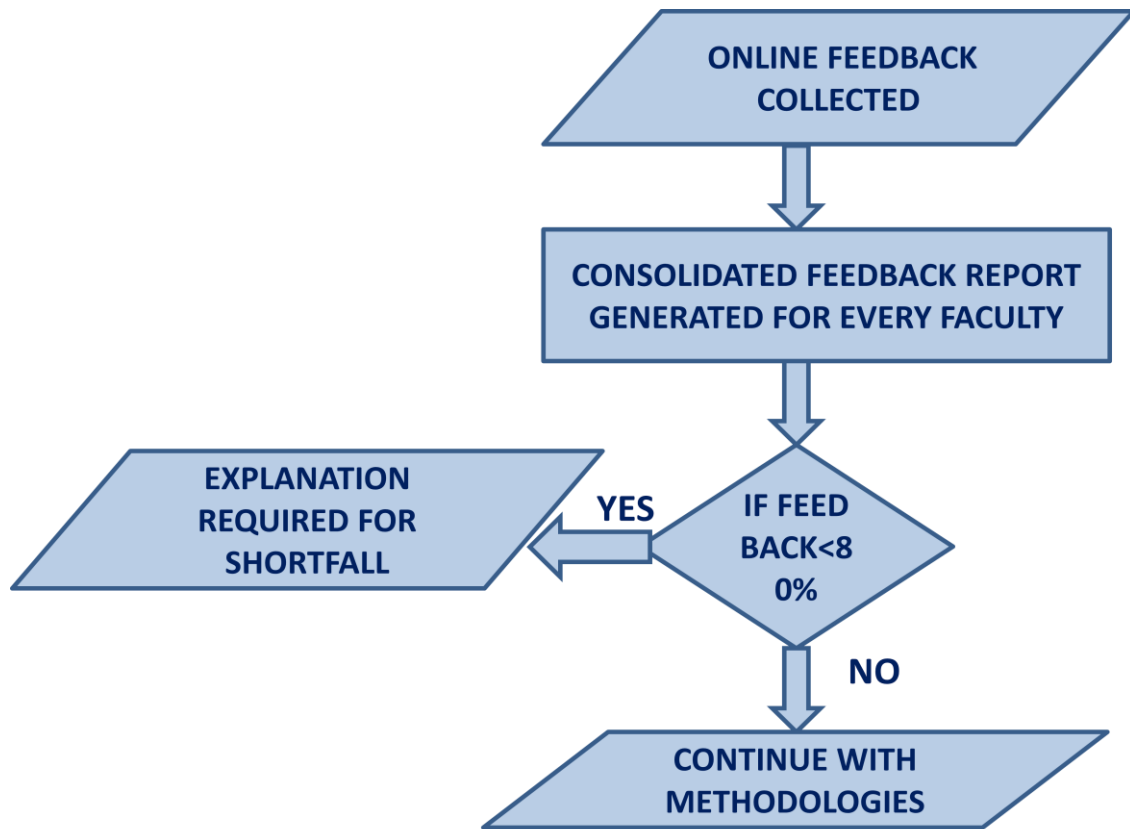 ONLINE FEEDBACK
COLLECTED
CONSOLIDATED FEEDBACK REPORT
GENERATED FOR EVERY FACULTY
EXPLANATION
REQUIRED FOR
SHORTFALL
YES
IF FEED
BACK<8
0%
NO
CONTINUE WITH
METHODOLOGIES